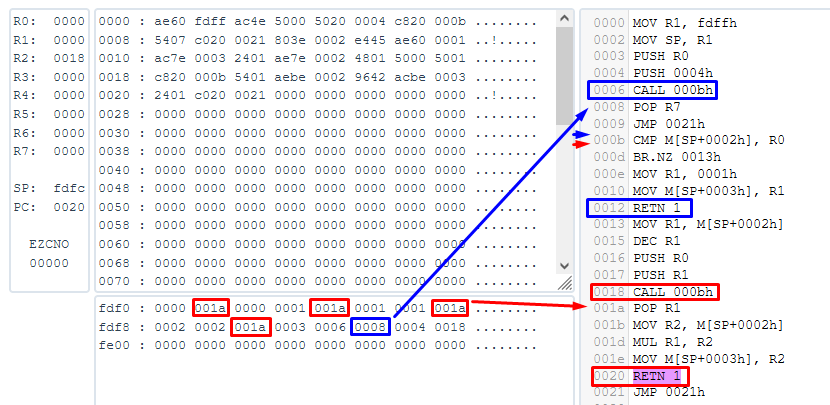 R0: 0000
R1: 0000
R2: 0018
R3: 0000
R4: 0000
R5: 0000
R6: 0000
R7: 0000
SP: fdfc
PC: 0020
EZCNO
00000
0000 : ae60 fdff ac4e 5000 5020 0004 c820 000b ........
0008 : 5407 c020 0021 803e 0002 e445 ae60 0001 ..!.....
0010 : ac7e 0003 2401 ae7e 0002 4801 5000 5001 ........
0018 : c820 000b 5401 aebe 0002 9642 acbe 0003 ........
0020 : 2401 c020 0021 0000 0000 0000 0000 0000 ..!.....
0028 : 0000 0000 0000 0000 0000 0000 0000 0000 ........
0030 : 0000 0000 0000 0000 0000 0000 0000 0000 ........
0038 : 0000 0000 0000 0000 0000 0000 0000 0000 ........
0040 : 0000 0000 0000 0000 0000 0000 0000 0000 ........
0048 : 0000 0000 0000 0000 0000 0000 0000 0000 ........
0050 : 0000 0000 0000 0000 0000 0000 0000 0000 ........
0058 : 0000 0000 0000 0000 0000 0000 0000 0000 ........
0060 : 0000 0000 0000 0000 0000 0000 0000 0000 ........
0068 : 0000 0000 0000 0000 0000 0000 0000 0000 ........
0070 : 0000 0000 0000 0000 0000 0000 0000 0000 ........
fdf0 : 0000 001a 0000 0001 001a 0001 0001 001a ........
fdf8 : 0002 0002 001a 0003 0006 0008 0004 0018 ........
fe00 : 0000 0000 0000 0000 0000 0000 0000 0000 ........
0000 MOV R1, fdffh
0002 MOV SP, R1
0003 PUSH R0
0004 PUSH 0004h
0006 CALL 000bh
0008 POP R7
0009 JMP 0021h
000b CMP M[SP+0002h], R0
000d BR.NZ 0013h
000e MOV R1, 0001h
0010 MOV M[SP+0003h], R1
0012 RETN 1
0013 MOV R1, M[SP+0002h]
0015 DEC R1
0016 PUSH R0
0017 PUSH R1
0018 CALL 000bh
001a POP R1
001b MOV R2, M[SP+0002h]
001d MUL R1, R2
001e MOV M[SP+0003h], R2
0020 RETN 1
0021 JMP 0021h